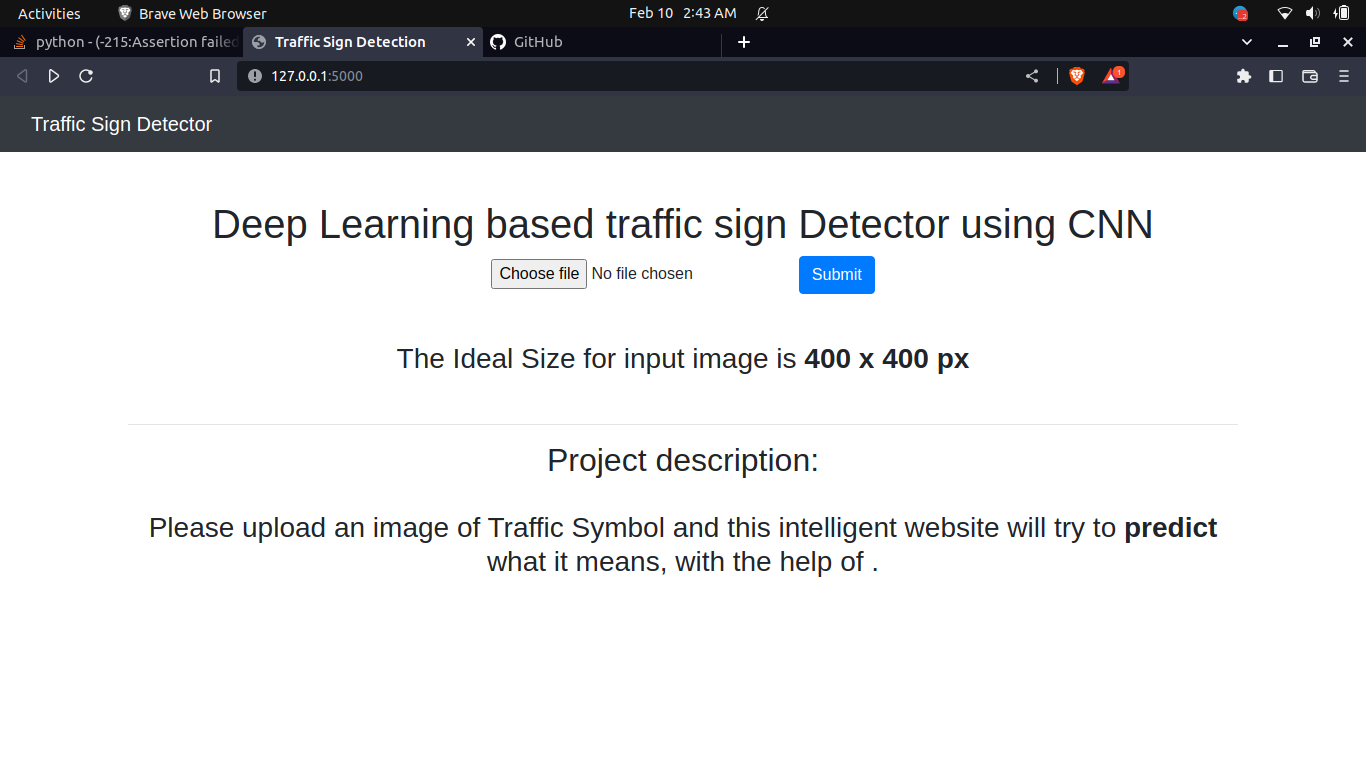 Activities Brave Web Browser Feb 10 2:43 AM
python - (-215:Assertion failed Traffic Sign Detection GitHub
127.0.0.1:5000 1
Traffic Sign Detector
Deep Learning based traffic sign Detector using CNN
Choose file No file chosen Submit
The Ideal Size for input image is 400 x 400 px
Project description:
Please upload an image of Traffic Symbol and this intelligent website will try to predict
what it means, with the help of .